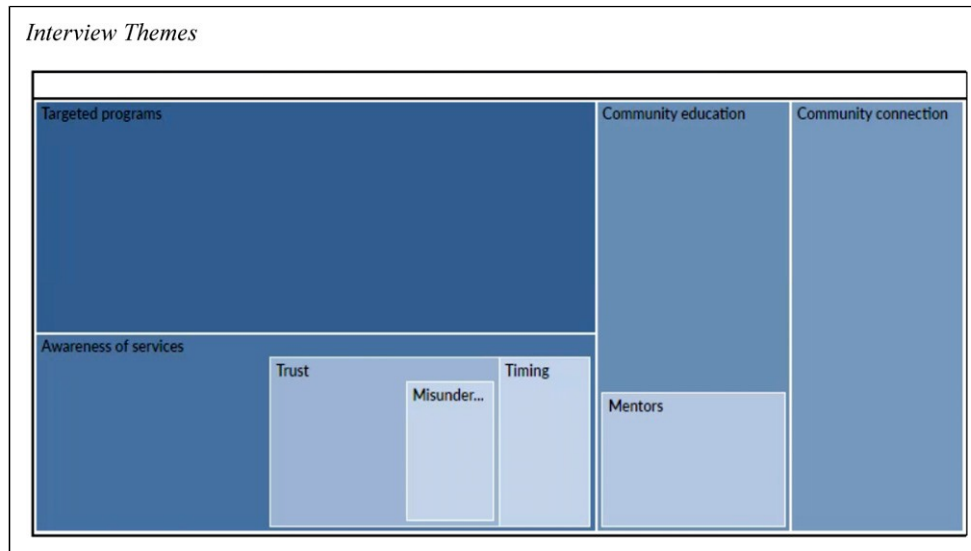 Interview Themes
Targeted programs
Community education
Community connection
Awareness of services
Trust
Timing
Misunder...
Mentors